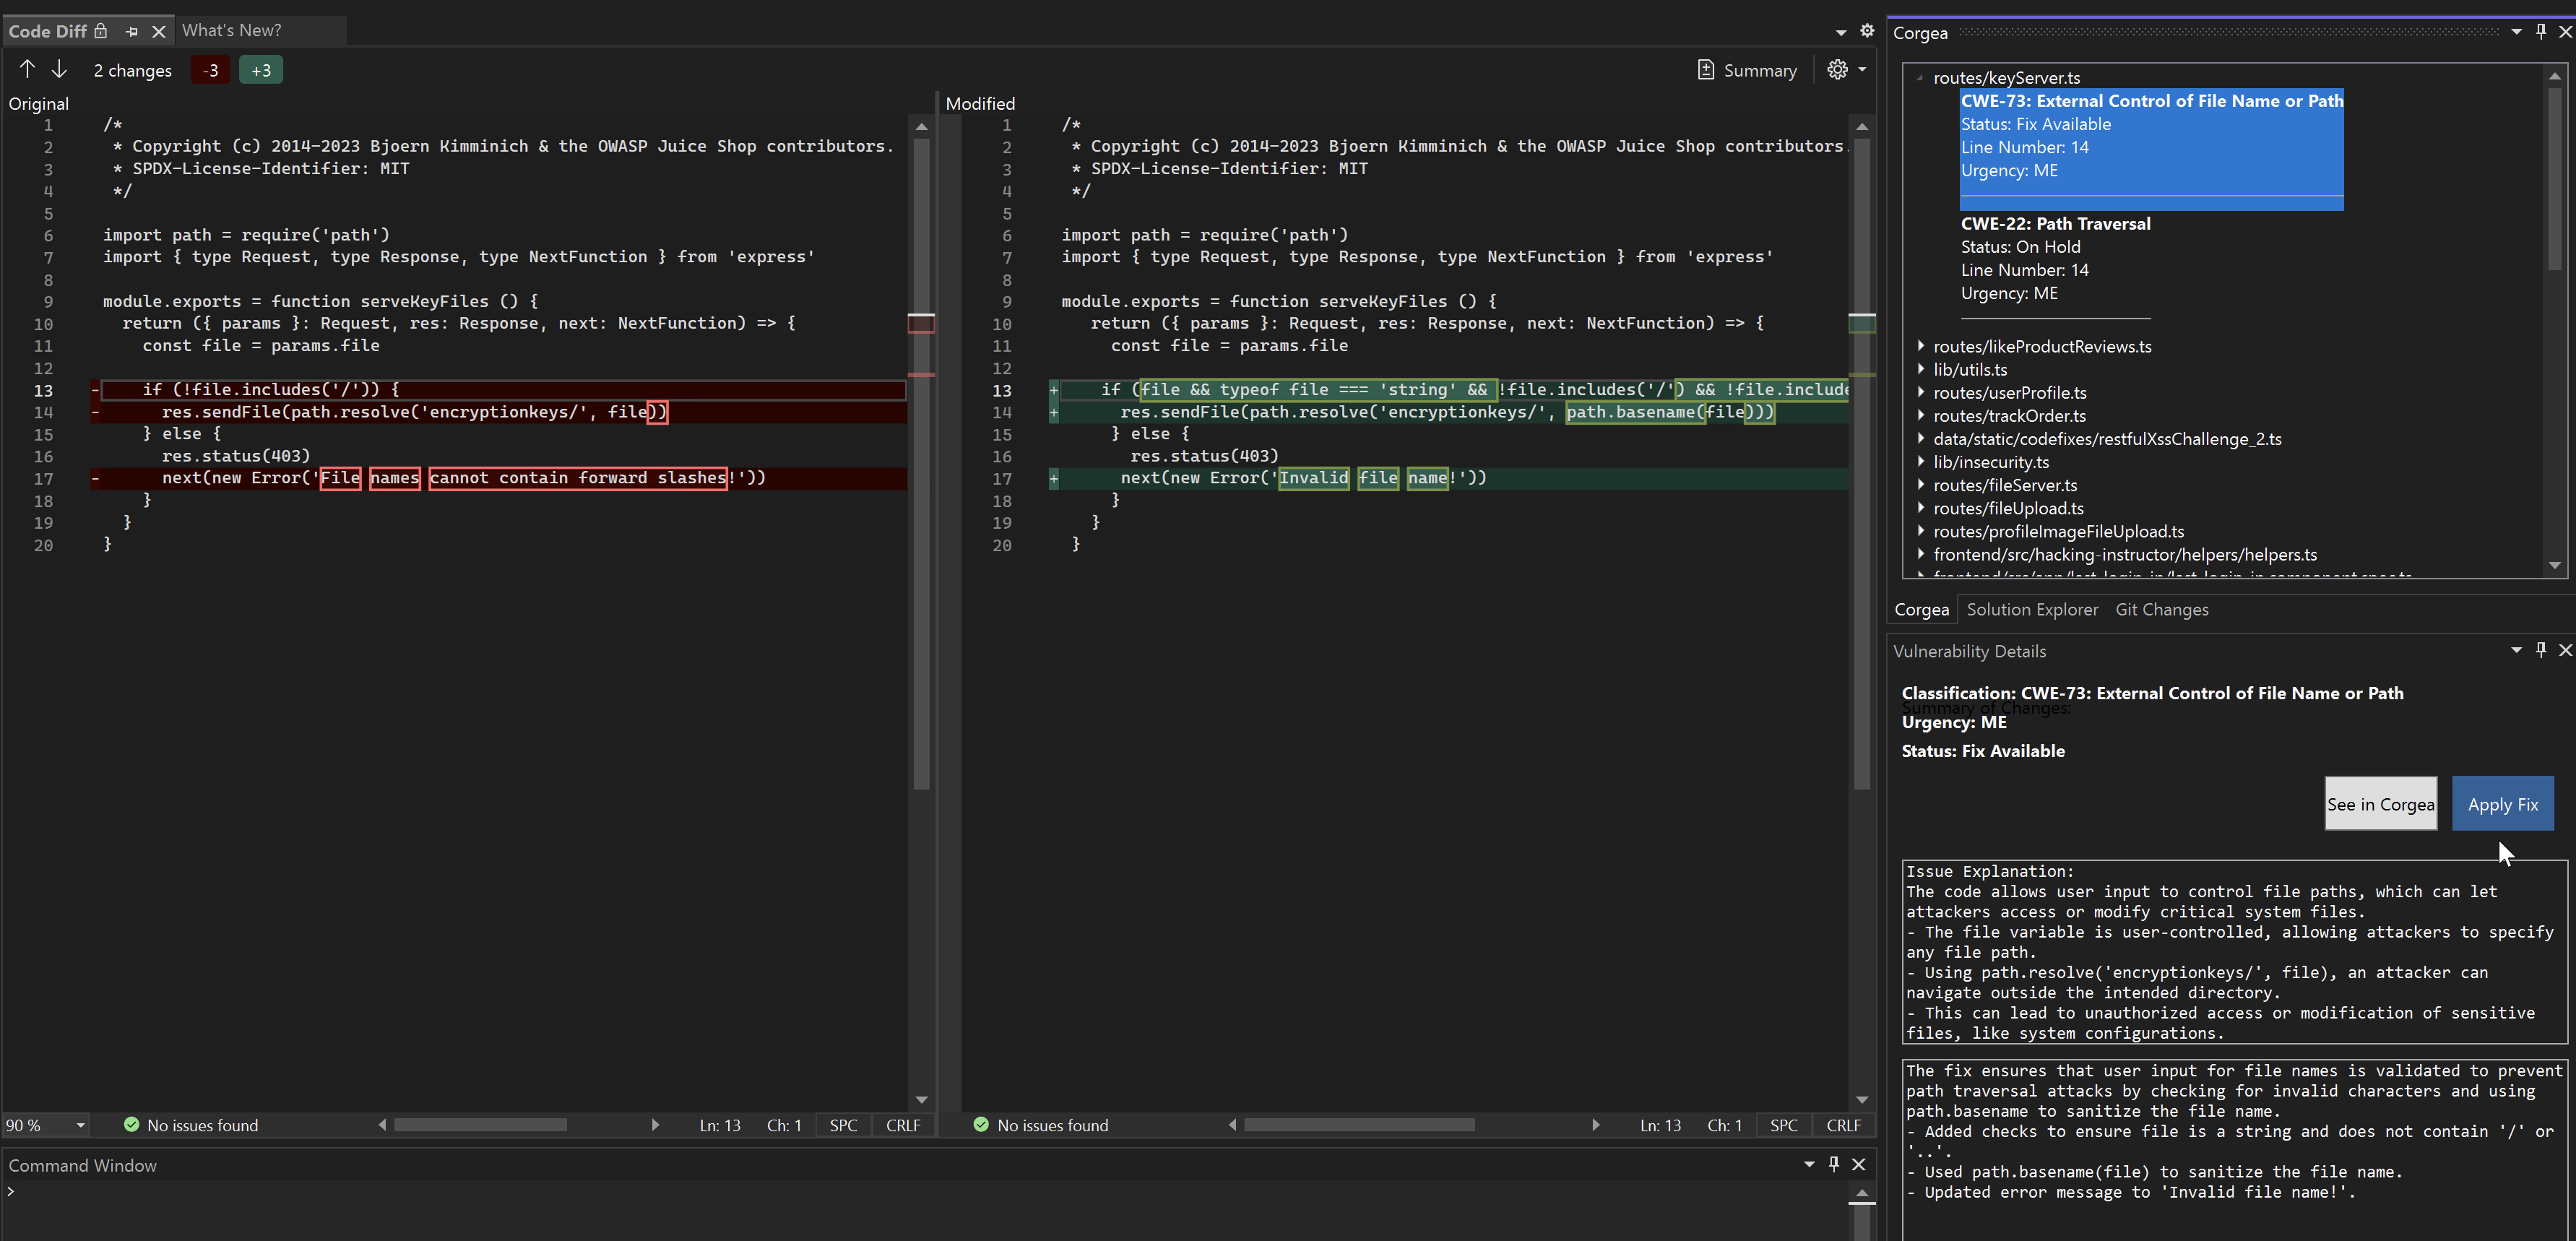 Code Diff
What's New?
2 changes
-3
+3
Summary
Original
1 /*
2  * Copyright (c) 2014-2023 Bjoern Kimminich & the OWASP Juice Shop contributors.
3  * SPDX-License-Identifier: MIT
4  */
5
6 import path = require('path')
7 import { type Request, type Response, type NextFunction } from 'express'
8
9 module.exports = function serveKeyFiles () {
10   return ({ params }: Request, res: Response, next: NextFunction) => {
11     const file = params.file
12
13 -     if (!file.includes('/')) {
14 -       res.sendFile(path.resolve('encryptionkeys/', file))
15     } else {
16       res.status(403)
17 -       next(new Error('File names cannot contain forward slashes!'))
18     }
19   }
20 }
Modified
1 /*
2  * Copyright (c) 2014-2023 Bjoern Kimminich & the OWASP Juice Shop contributors.
3  * SPDX-License-Identifier: MIT
4  */
5
6 import path = require('path')
7 import { type Request, type Response, type NextFunction } from 'express'
8
9 module.exports = function serveKeyFiles () {
10    return ({ params }: Request, res: Response, next: NextFunction) => {
11      const file = params.file
12
13 +    if (file && typeof file === 'string' && !file.includes('/') && !file.include
14 +      res.sendFile(path.resolve('encryptionkeys/', path.basename(file)))
15      } else {
16        res.status(403)
17 +      next(new Error('Invalid file name!'))
18      }
19    }
20  }
90 %
No issues found
Ln: 13
Ch: 1
SPC
CRLF
No issues found
Ln: 13
Ch: 1
SPC
CRLF
Command Window
>
Corgea
routes/keyServer.ts
CWE-73: External Control of File Name or Path
Status: Fix Available
Line Number: 14
Urgency: ME
CWE-22: Path Traversal
Status: On Hold
Line Number: 14
Urgency: ME
routes/likeProductReviews.ts
lib/utils.ts
routes/userProfile.ts
routes/trackOrder.ts
data/static/codefixes/restfulXssChallenge_2.ts
lib/insecurity.ts
routes/fileServer.ts
routes/fileUpload.ts
routes/profileImageFileUpload.ts
frontend/src/hacking-instructor/helpers/helpers.ts
frontend/src/app/last-login-ip/last-login-ip.component.spec.ts
Corgea
Solution Explorer
Git Changes
Vulnerability Details
Classification: CWE-73: External Control of File Name or Path
Summary of Changes:
Urgency: ME
Status: Fix Available
See in Corgea
Apply Fix
Issue Explanation:
The code allows user input to control file paths, which can let
attackers access or modify critical system files.
- The file variable is user-controlled, allowing attackers to specify
any file path.
- Using path.resolve('encryptionkeys/', file), an attacker can
navigate outside the intended directory.
- This can lead to unauthorized access or modification of sensitive
files, like system configurations.
The fix ensures that user input for file names is validated to prevent
path traversal attacks by checking for invalid characters and using
path.basename to sanitize the file name.
- Added checks to ensure file is a string and does not contain '/' or
'..'.
- Used path.basename(file) to sanitize the file name.
- Updated error message to 'Invalid file name!'.